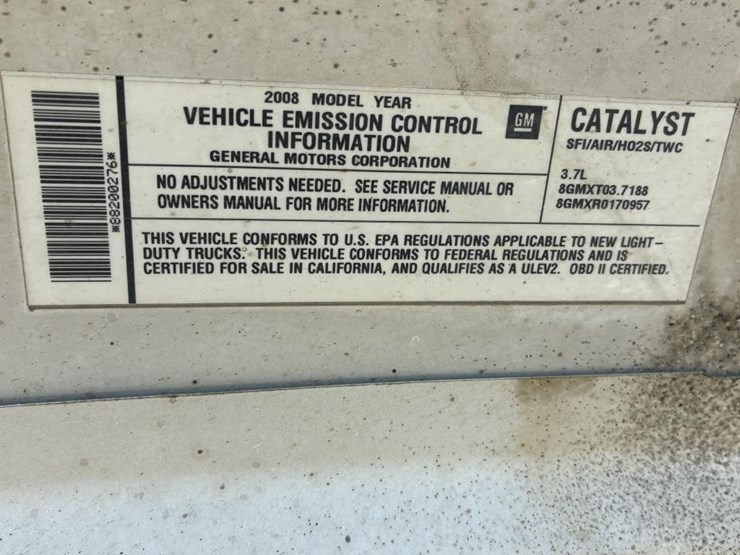 *88200276*
2008 MODEL YEAR
VEHICLE EMISSION CONTROL
INFORMATION
GENERAL MOTORS CORPORATION
GM
NO ADJUSTMENTS NEEDED. SEE SERVICE MANUAL OR
OWNERS MANUAL FOR MORE INFORMATION.
CATALYST
SFI/AIR/HO2S/TWC
3.7L
8GMXT03.7188
8GMXR0170957
THIS VEHICLE CONFORMS TO U.S. EPA REGULATIONS APPLICABLE TO NEW LIGHT-
DUTY TRUCKS. THIS VEHICLE CONFORMS TO FEDERAL REGULATIONS AND IS
CERTIFIED FOR SALE IN CALIFORNIA, AND QUALIFIES AS A ULEV2. OBD II CERTIFIED.